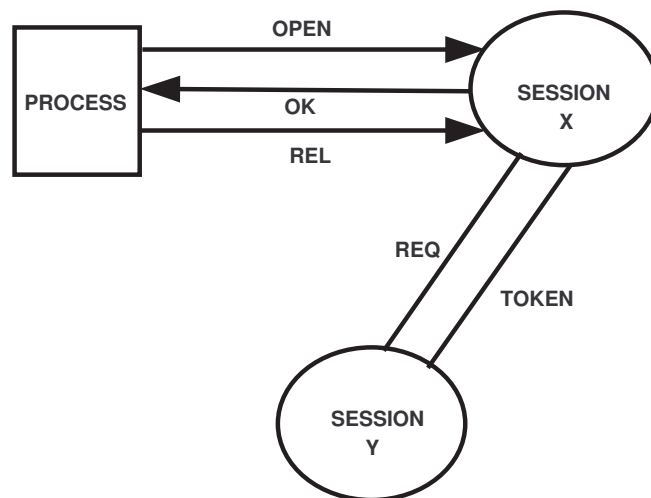 OPEN
PROCESS
OK
REL
SESSION
X
REQ
TOKEN
SESSION
Y